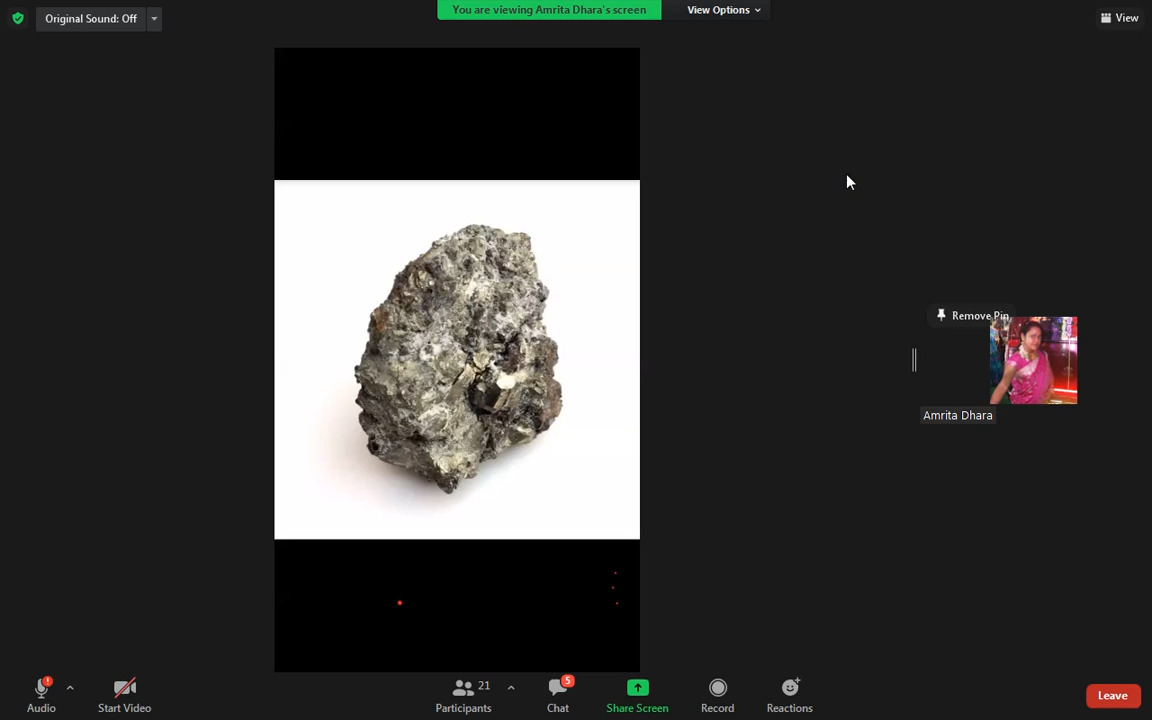 Original Sound: Off
You are viewing Amrita Dhara's screen
View Options
View
Remove Pin
Amrita Dhara
Audio
Start Video
Participants
21
Chat
5
Share Screen
Record
Reactions
Leave